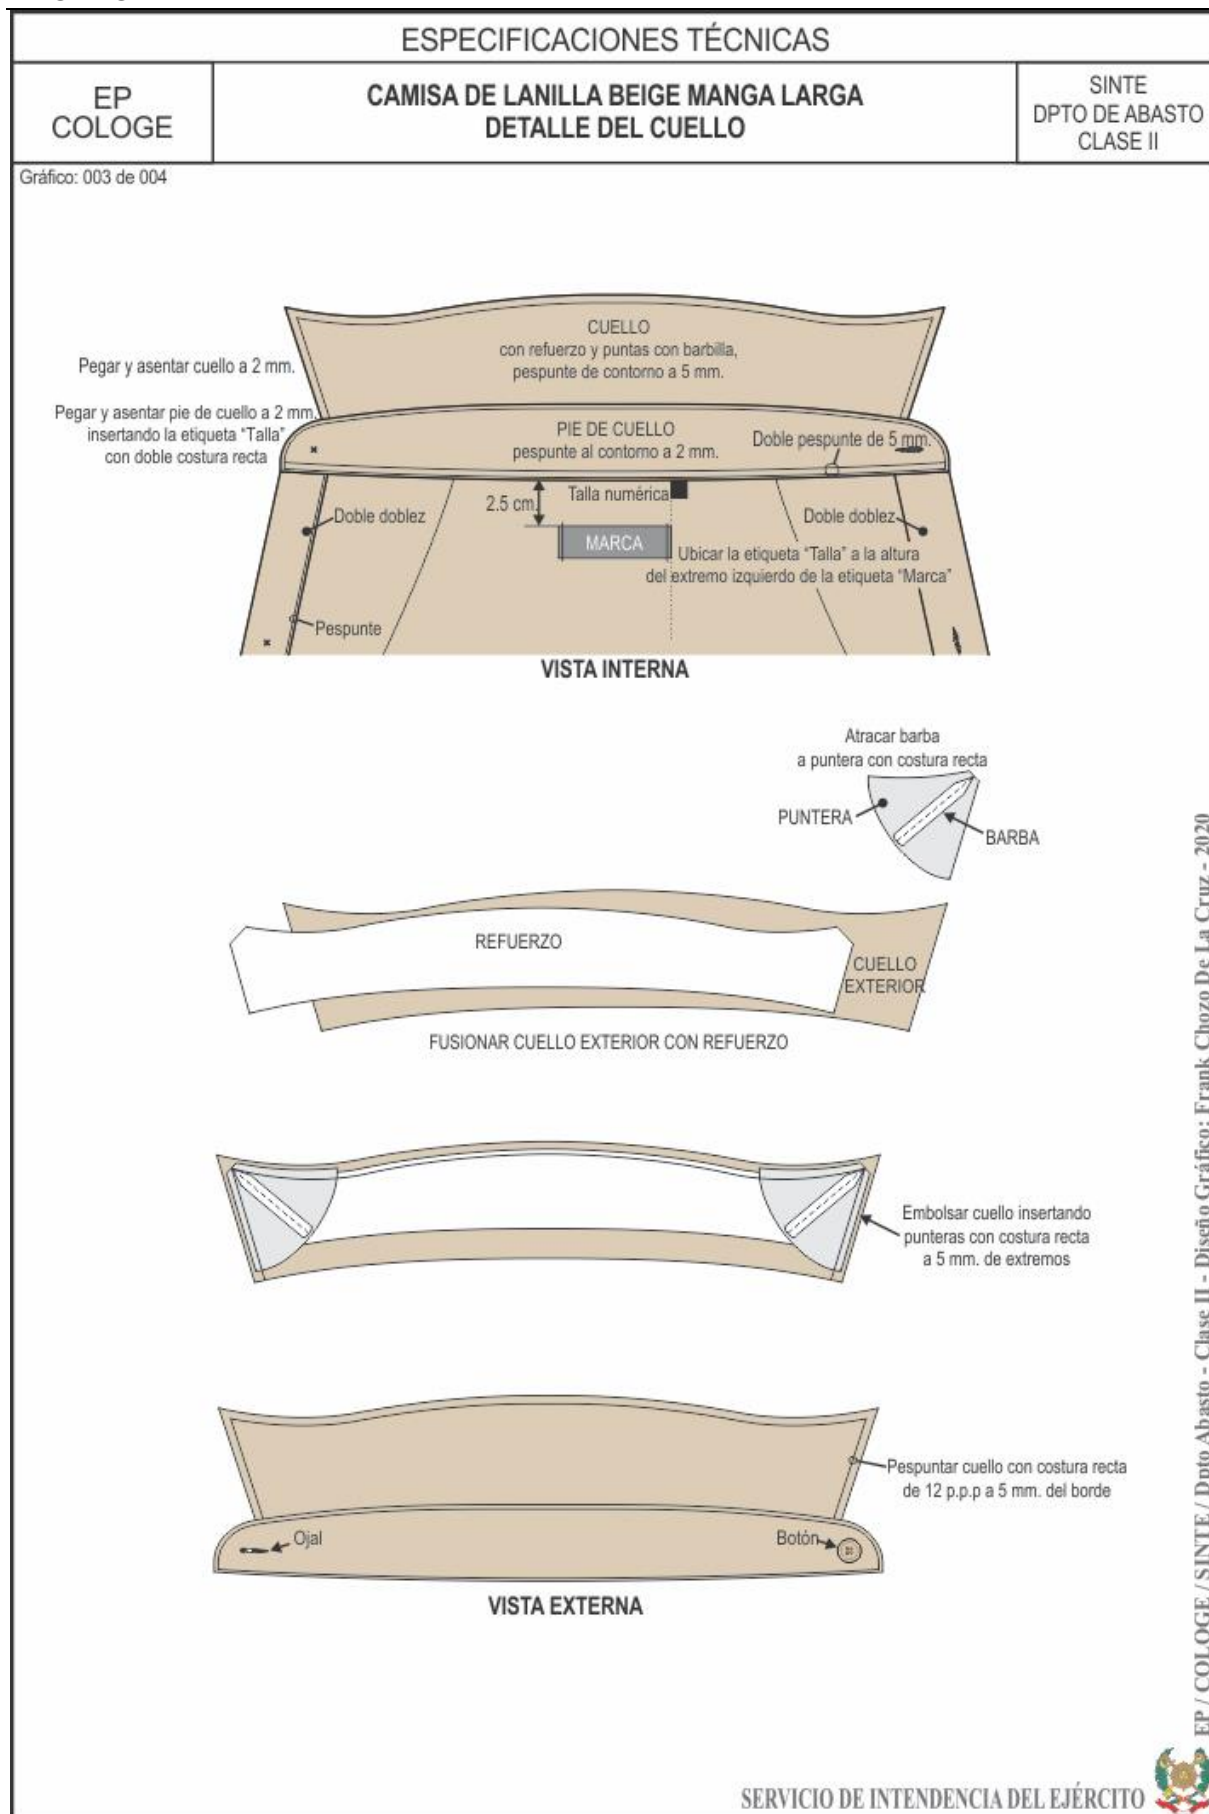 ESPECIFICACIONES TÉCNICAS
EP
COLOGE
CAMISA DE LANILLA BEIGE MANGA LARGA
DETALLE DEL CUELLO
SINTE
DPTO DE ABASTO
CLASE II
Gráfico: 003 de 004
CUELLO
con refuerzo y puntas con barbilla,
pespunte de contorno a 5 mm.
Pegar y asentar cuello a 2 mm.
Pegar y asentar pie de cuello a 2 mm.
insertando la etiqueta “Talla”
con doble costura recta
PIE DE CUELLO
pespunte al contorno a 2 mm.
Doble pespunte de 5 mm.
2.5 cm.
Talla numérica
Doble doblez
Doble doblez
MARCA
Ubicar la etiqueta “Talla” a la altura
del extremo izquierdo de la etiqueta “Marca”
Pespunte
VISTA INTERNA
Atracar barba
a puntera con costura recta
PUNTERA
BARBA
REFUERZO
CUELLO
EXTERIOR
FUSIONAR CUELLO EXTERIOR CON REFUERZO
Embolsar cuello insertando
punteras con costura recta
a 5 mm. de extremos
Pespuntar cuello con costura recta
de 12 p.p.p a 5 mm. del borde
Ojal
Botón
VISTA EXTERNA
EP / COLOGE / SINTE / Dpto Abasto - Clase II - Diseño Gráfico: Frank Chozo De La Cruz - 2020
SERVICIO DE INTENDENCIA DEL EJÉRCITO